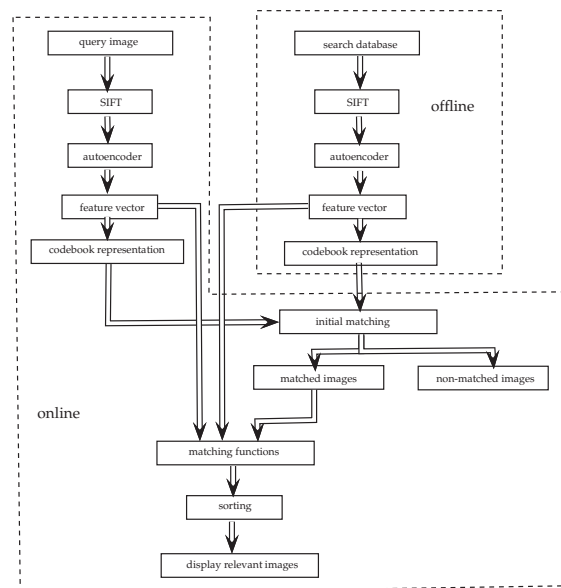 query image
search database
SIFT
SIFT
offline
autoencoder
autoencoder
feature vector
feature vector
codebook representation
codebook representation
initial matching
matched images
non-matched images
online
matching functions
sorting
display relevant images